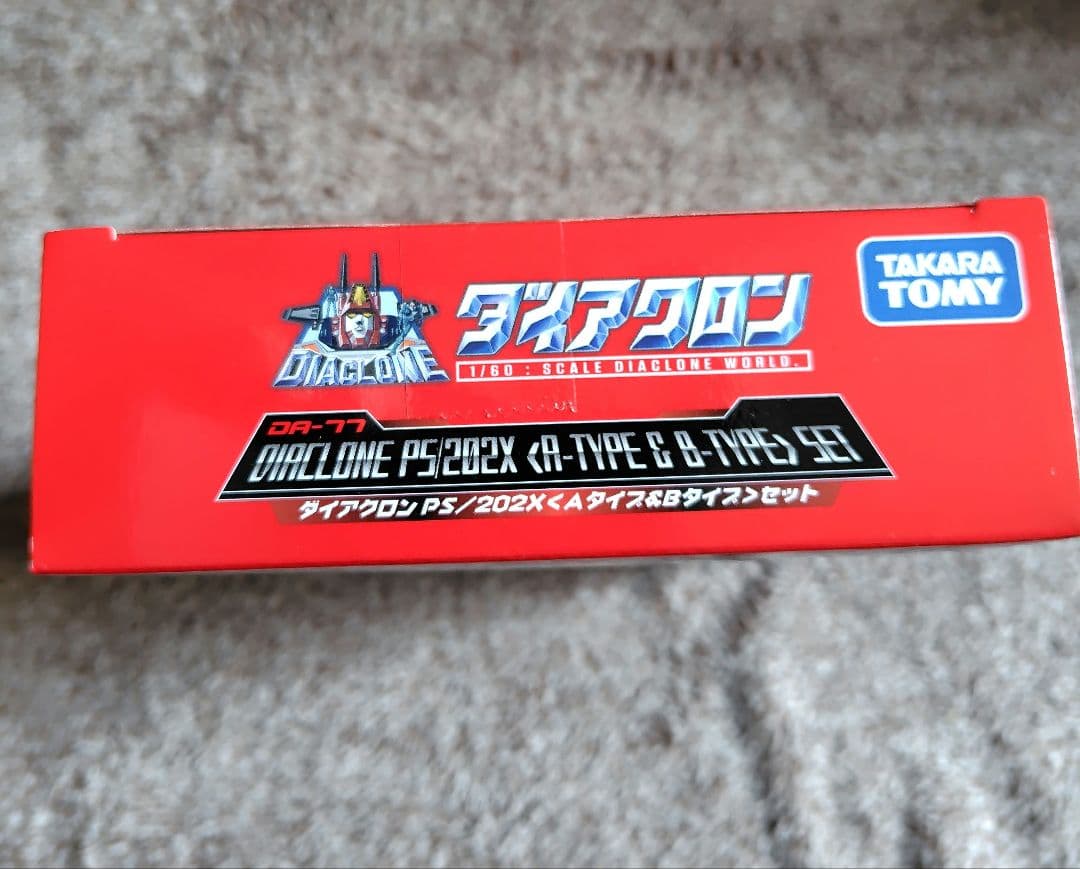 DIACLONE
ダイアクロン
1/60 : SCALE DIACLONE WORLD.
TAKARA
TOMY
DA-77
DIACLONE PS/202X <A-TYPE & B-TYPE> SET
ダイアクロン PS/202X<Aタイプ&Bタイプ>セット